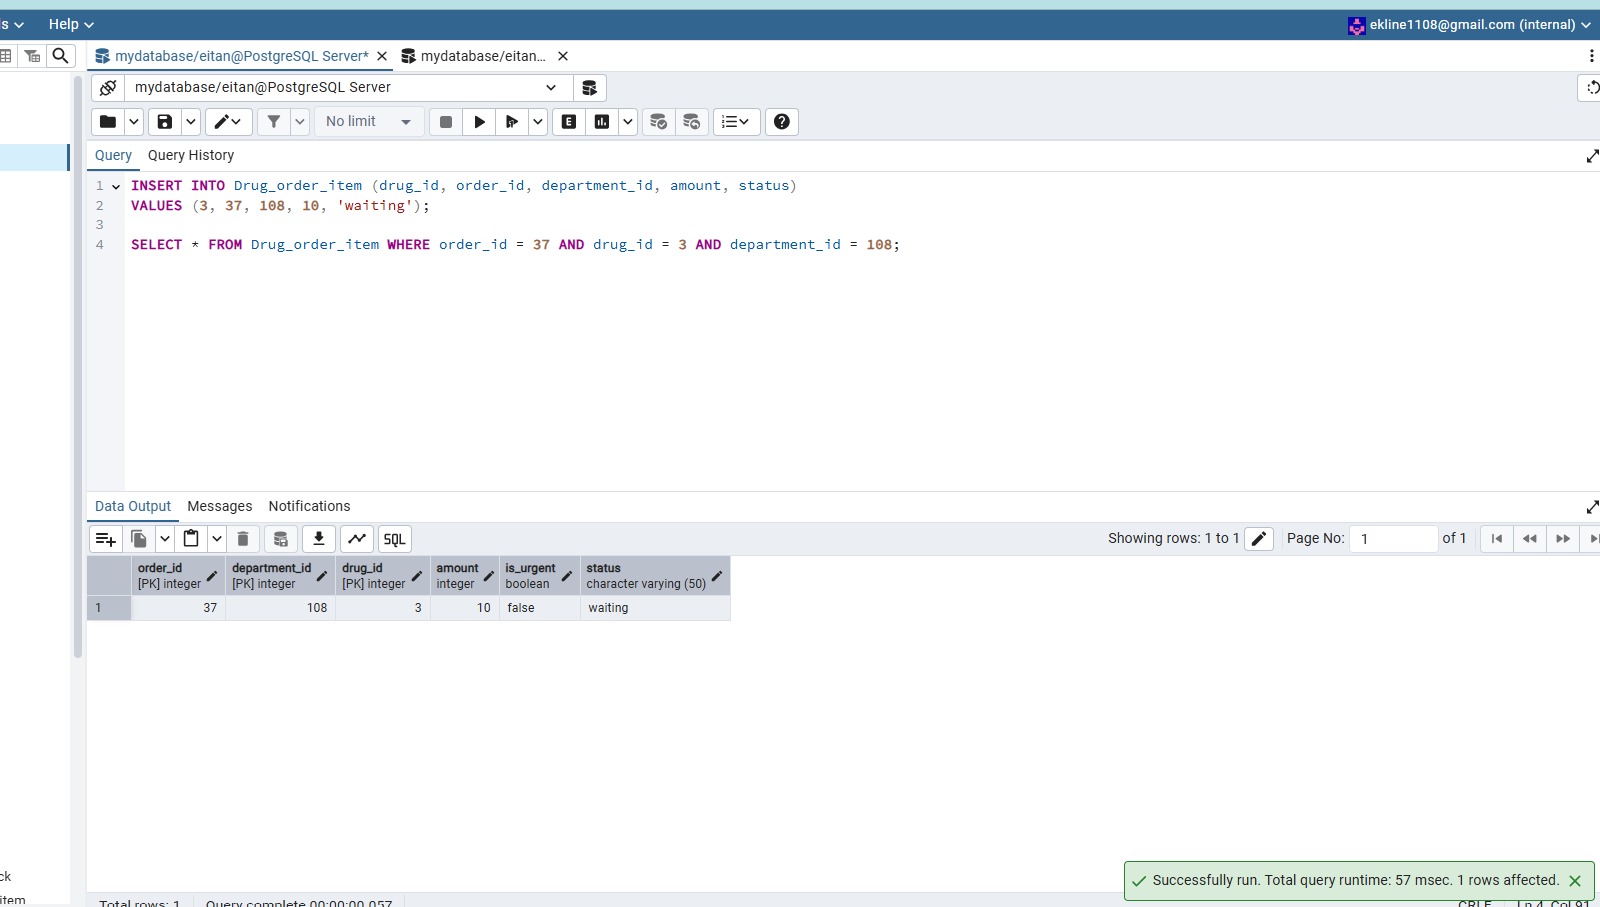 s Help ekline1108@gmail.com (internal)
mydatabase/eitan@PostgreSQL Server* mydatabase/eitan...
mydatabase/eitan@PostgreSQL Server
No limit E
Query Query History
1 INSERT INTO Drug_order_item (drug_id, order_id, department_id, amount, status)
2 VALUES (3, 37, 108, 10, 'waiting');
3
4 SELECT * FROM Drug_order_item WHERE order_id = 37 AND drug_id = 3 AND department_id = 108;
Data Output Messages Notifications
SQL Showing rows: 1 to 1 Page No: 1 of 1
order_id department_id drug_id amount is_urgent status
[PK] integer [PK] integer [PK] integer integer boolean character varying (50)
1 37 108 3 10 false waiting
ck
Successfully run. Total query runtime: 57 msec. 1 rows affected.
item
Total rows: 1 Query complete 00:00:00.057 CRLF Ln 4, Col 91